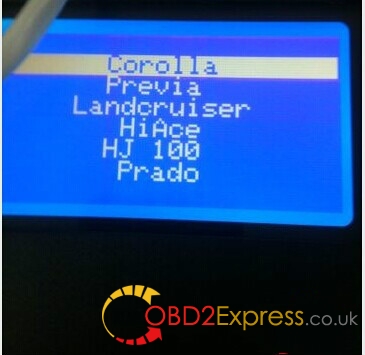 Corolla
Previa
Landcruiser
HiAce
HJ 100
Prado
OBD2Express.co.uk